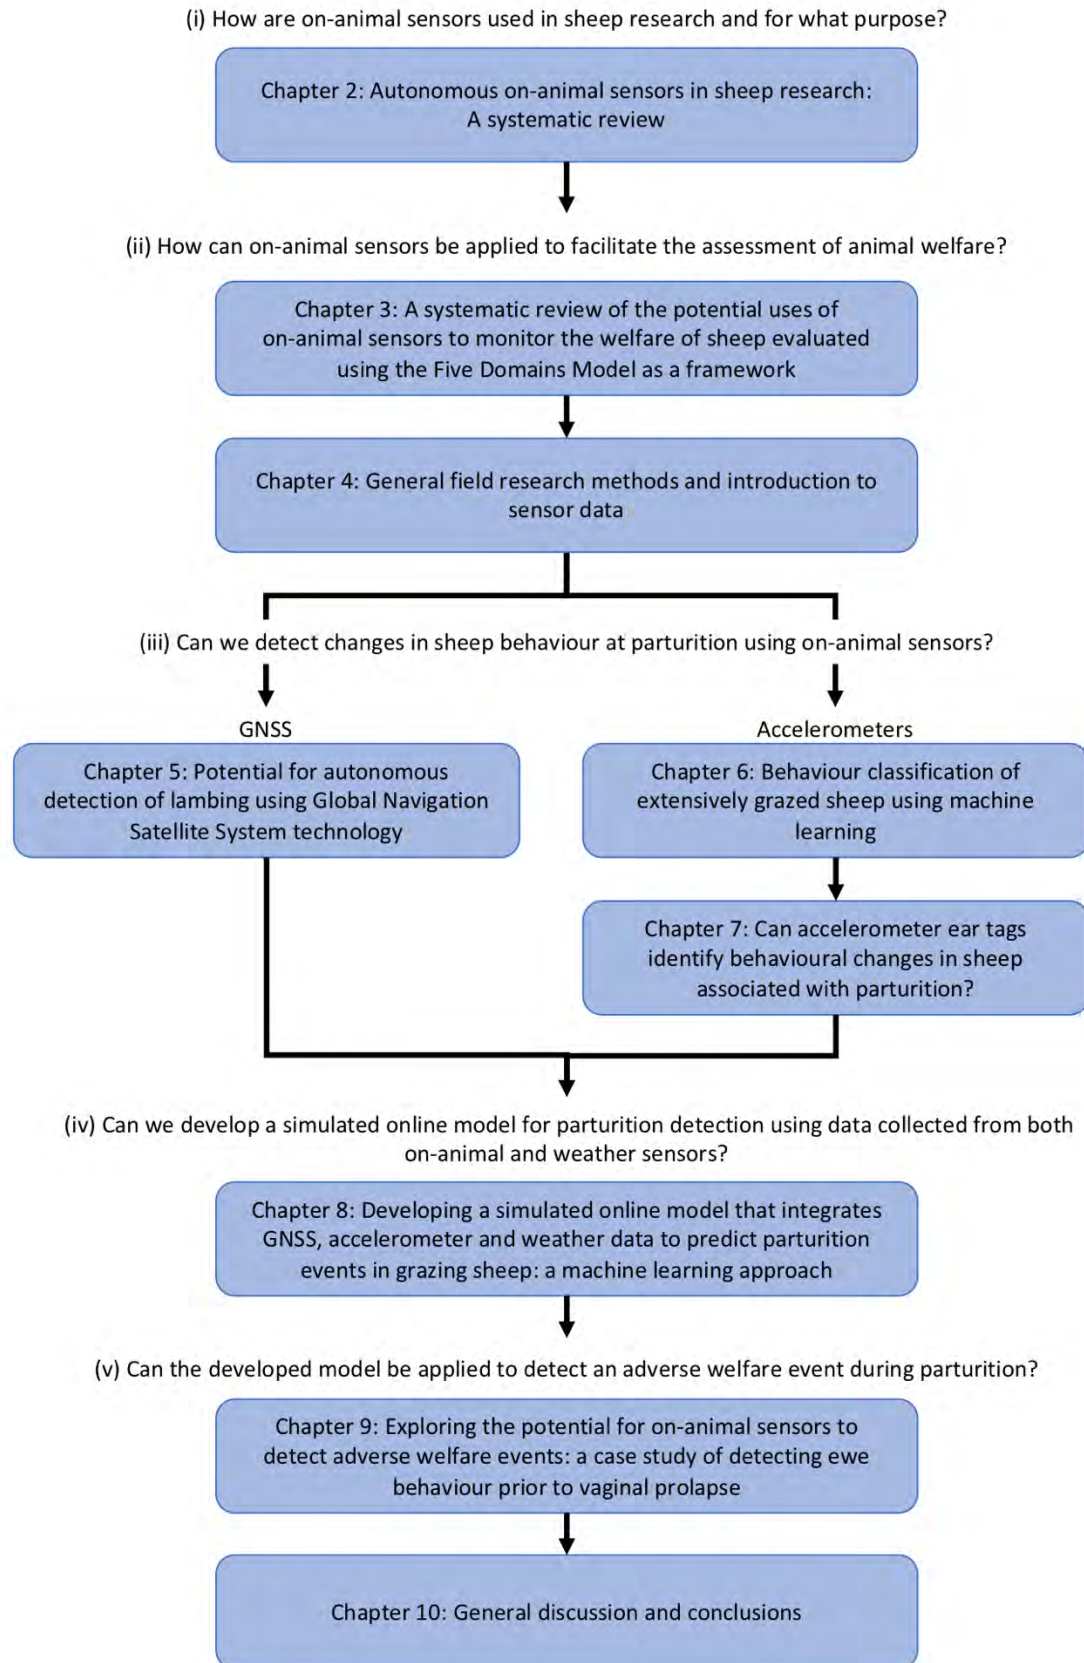 (i) How are on-animal sensors used in sheep research and for what purpose?
Chapter 2: Autonomous on-animal sensors in sheep research:
A systematic review
(ii) How can on-animal sensors be applied to facilitate the assessment of animal welfare?
Chapter 3: A systematic review of the potential uses of
on-animal sensors to monitor the welfare of sheep evaluated
using the Five Domains Model as a framework
Chapter 4: General field research methods and introduction to
sensor data
(iii) Can we detect changes in sheep behaviour at parturition using on-animal sensors?
GNSS
Chapter 5: Potential for autonomous
detection of lambing using Global Navigation
Satellite System technology
Accelerometers
Chapter 6: Behaviour classification of
extensively grazed sheep using machine
learning
Chapter 7: Can accelerometer ear tags
identify behavioural changes in sheep
associated with parturition?
(iv) Can we develop a simulated online model for parturition detection using data collected from both
on-animal and weather sensors?
Chapter 8: Developing a simulated online model that integrates
GNSS, accelerometer and weather data to predict parturition
events in grazing sheep: a machine learning approach
(v) Can the developed model be applied to detect an adverse welfare event during parturition?
Chapter 9: Exploring the potential for on-animal sensors to
detect adverse welfare events: a case study of detecting ewe
behaviour prior to vaginal prolapse
Chapter 10: General discussion and conclusions